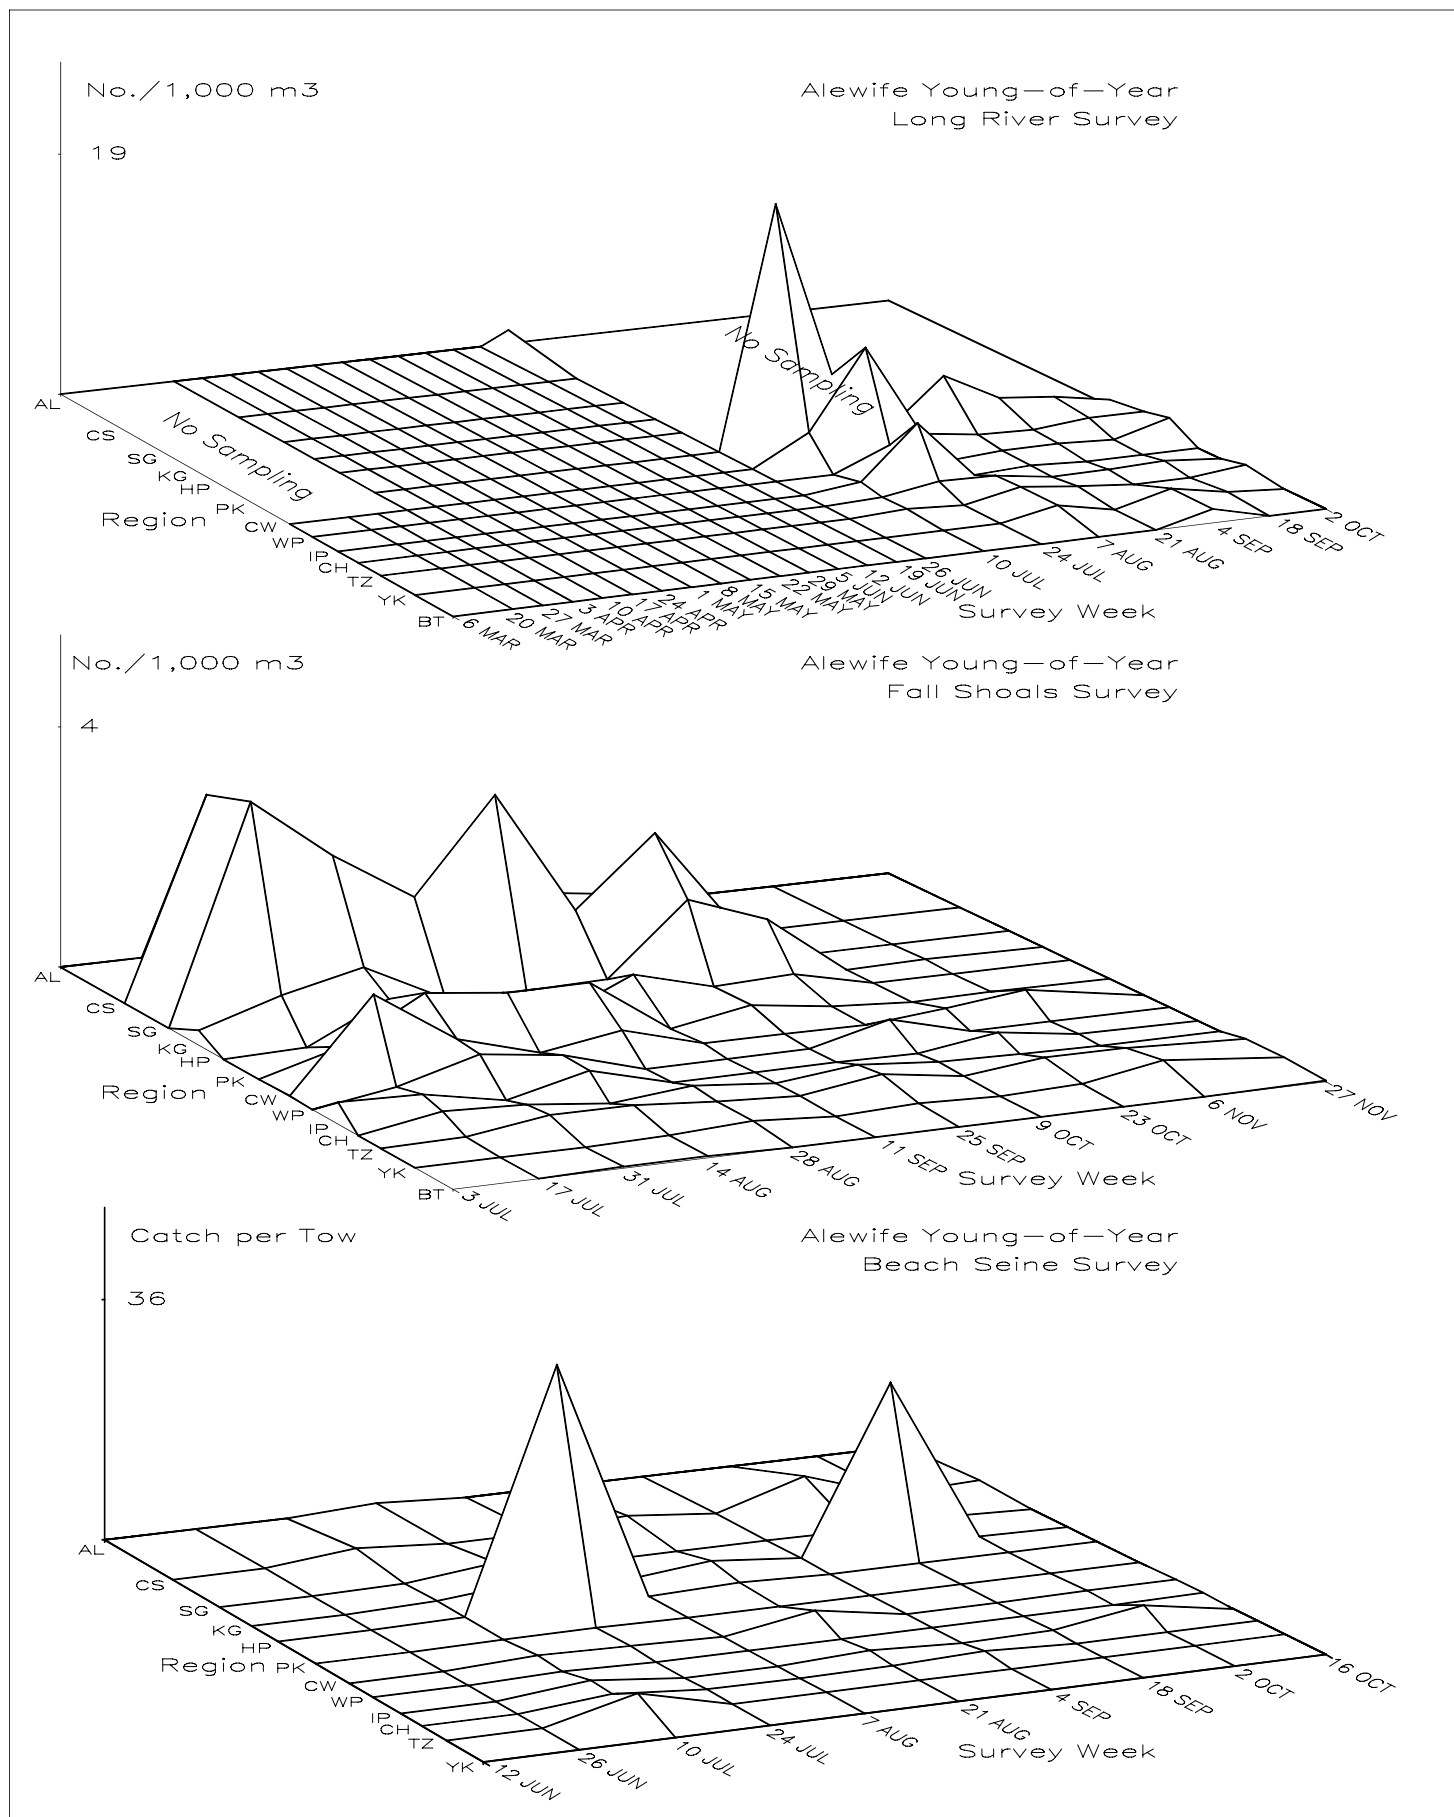 No./1,000 m3
Alewife Young-of-Year
Long River Survey
19
No Sampling
No Sampling
AL
CS
SG
KG
HP
PK
CW
WP
IP
CH
TZ
YK
BT
Region
6 MAR
20 MAR
27 MAR
3 APR
10 APR
17 APR
24 APR
1 MAY
8 MAY
15 MAY
22 MAY
29 MAY
5 JUN
12 JUN
19 JUN
26 JUN
10 JUL
24 JUL
7 AUG
21 AUG
4 SEP
18 SEP
2 OCT
Survey Week
No./1,000 m3
Alewife Young-of-Year
Fall Shoals Survey
4
AL
CS
SG
KG
HP
PK
CW
WP
IP
CH
TZ
YK
BT
Region
3 JUL
17 JUL
31 JUL
14 AUG
28 AUG
11 SEP
25 SEP
9 OCT
23 OCT
6 NOV
27 NOV
Survey Week
Catch per Tow
Alewife Young-of-Year
Beach Seine Survey
36
AL
CS
SG
KG
HP
PK
CW
WP
IP
CH
TZ
YK
Region
12 JUN
26 JUN
10 JUL
24 JUL
7 AUG
21 AUG
4 SEP
18 SEP
2 OCT
16 OCT
Survey Week